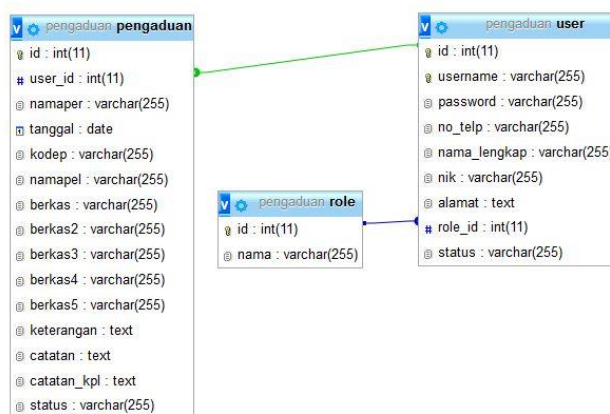 pengaduan pengaduan
id : int(11)
user_id : int(11)
namaper : varchar(255)
tanggal : date
kodep : varchar(255)
namapel : varchar(255)
berkas : varchar(255)
berkas2 : varchar(255)
berkas3 : varchar(255)
berkas4 : varchar(255)
berkas5 : varchar(255)
keterangan : text
catatan : text
catatan_kpl : text
status : varchar(255)
pengaduan role
id : int(11)
nama : varchar(255)
pengaduan user
id : int(11)
username : varchar(255)
password : varchar(255)
no_telp : varchar(255)
nama_lengkap : varchar(255)
nik : varchar(255)
alamat : text
role_id : int(11)
status : varchar(255)